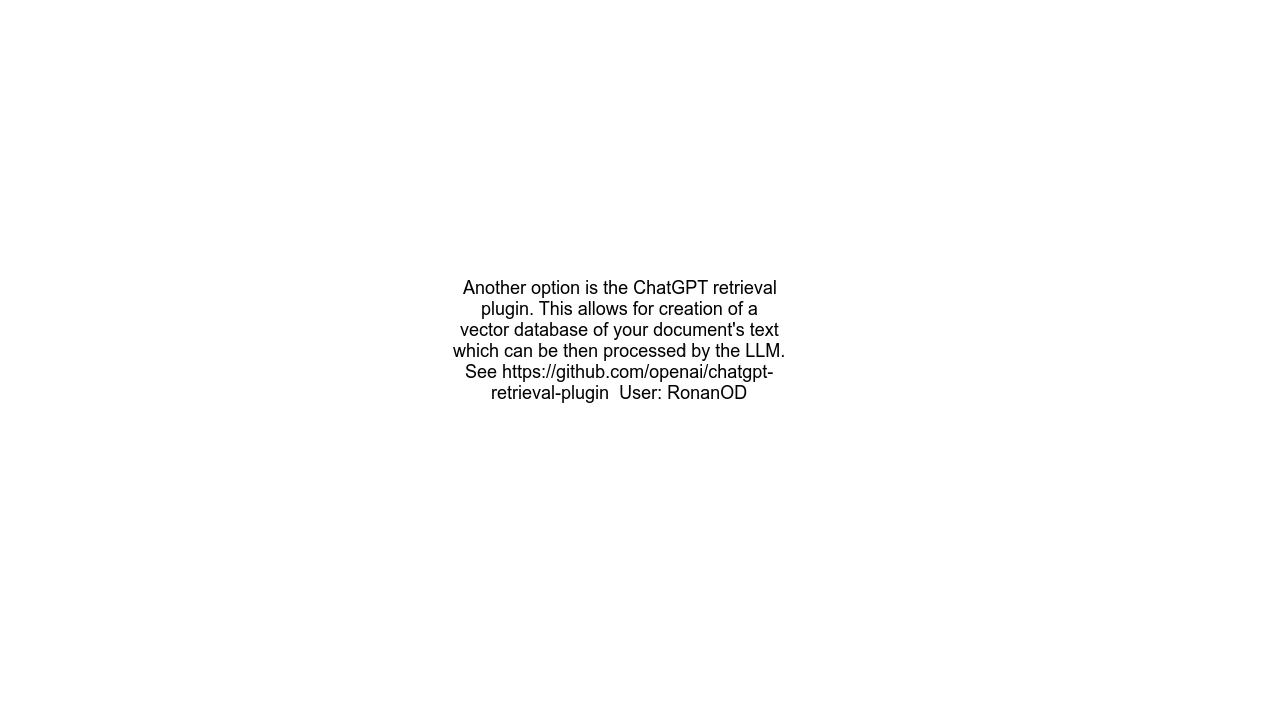 Another option is the ChatGPT retrieval
plugin. This allows for creation of a
vector database of your document's text
which can be then processed by the LLM.
See https://github.com/openai/chatgpt-
retrieval-plugin  User: RonanOD